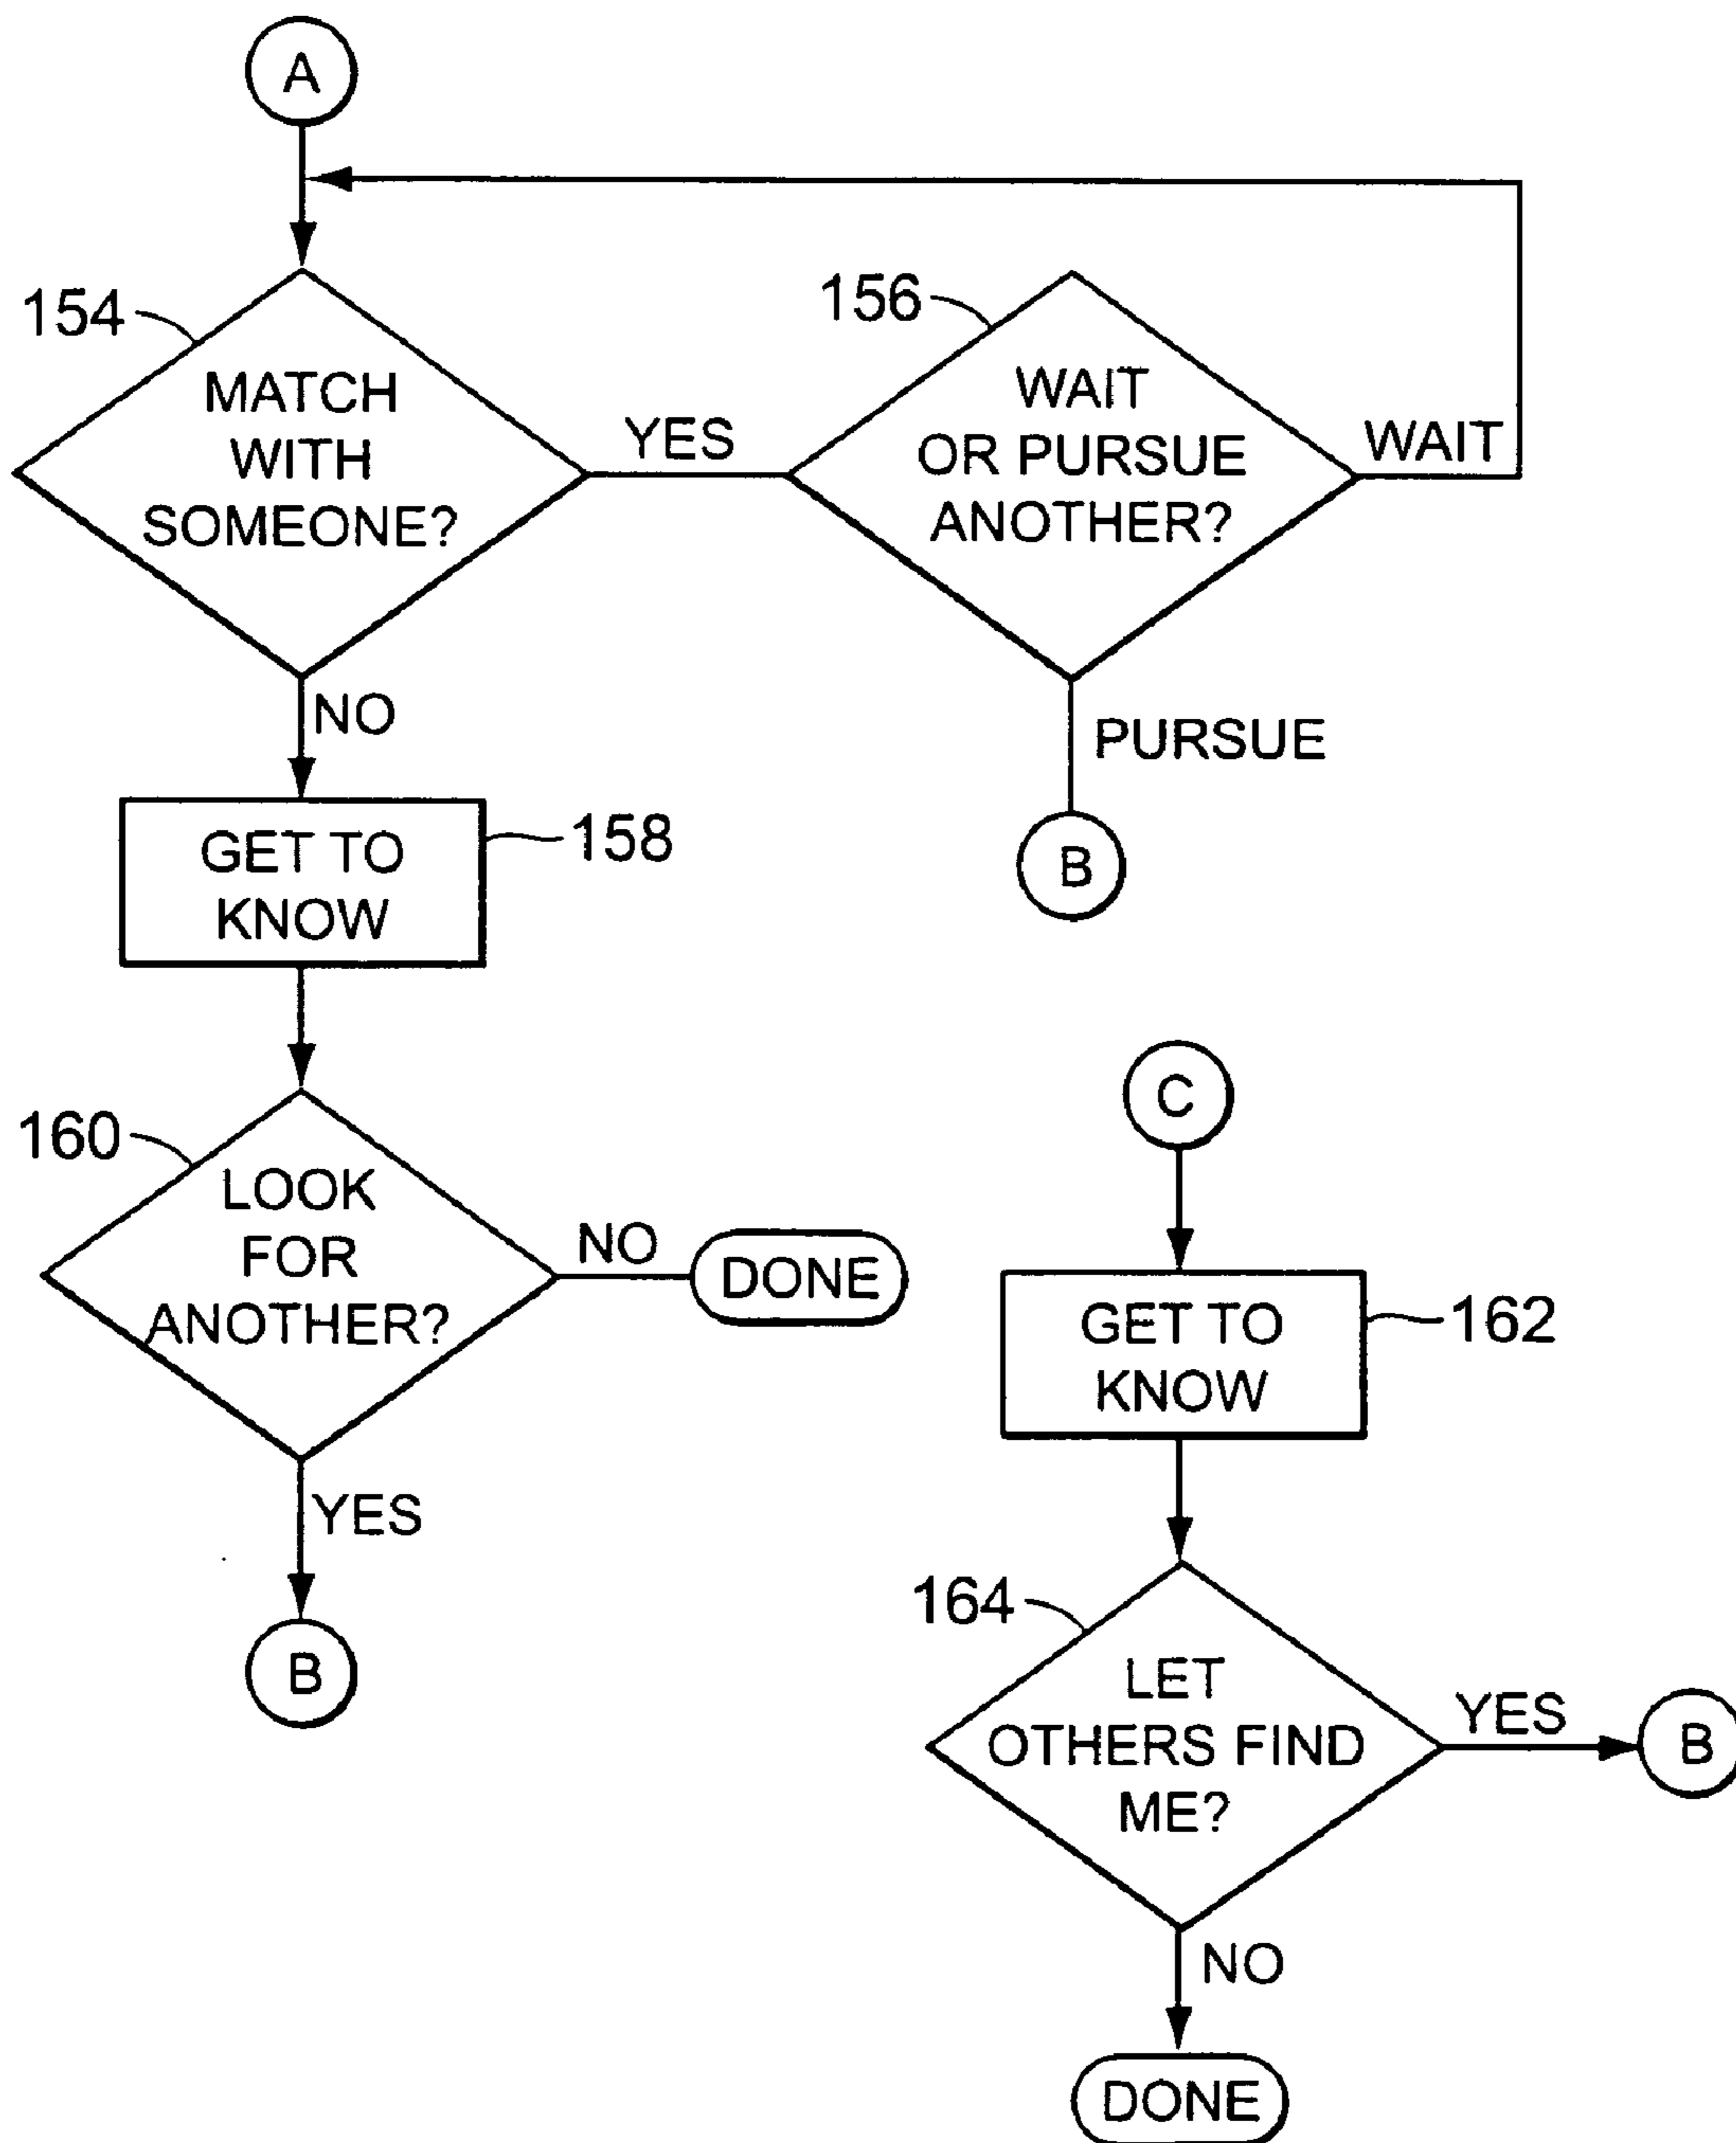 A
154
MATCH
WITH
SOMEONE?
YES
156
WAIT
OR PURSUE
ANOTHER?
WAIT
NO
PURSUE
B
GET TO
KNOW
158
160
LOOK
FOR
ANOTHER?
NO
DONE
YES
B
C
GET TO
KNOW
162
164
LET
OTHERS FIND
ME?
YES
B
NO
DONE